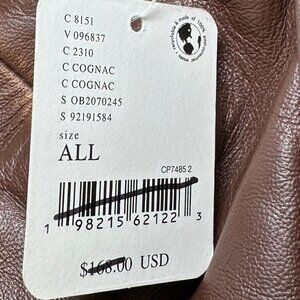 C 8151
V 096837
C 2310
C COGNAC
C COGNAC
S OB2070245
S 92191584
size
ALL
CP7485 2
1 98215 62122 3
$168.00 USD